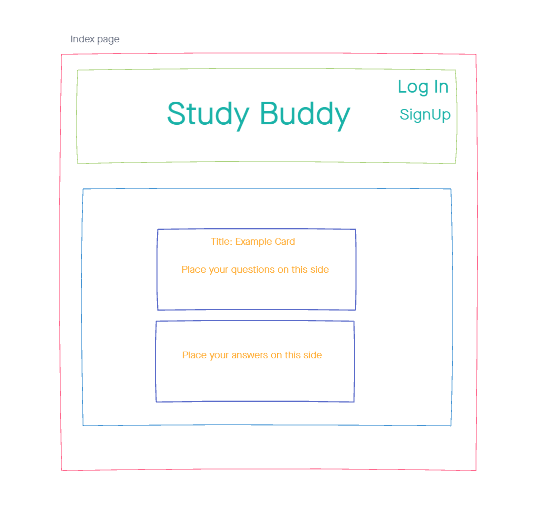 Index page
Log In
Study Buddy
SignUp
Title: Example Card
Place your questions on this side
Place your answers on this side